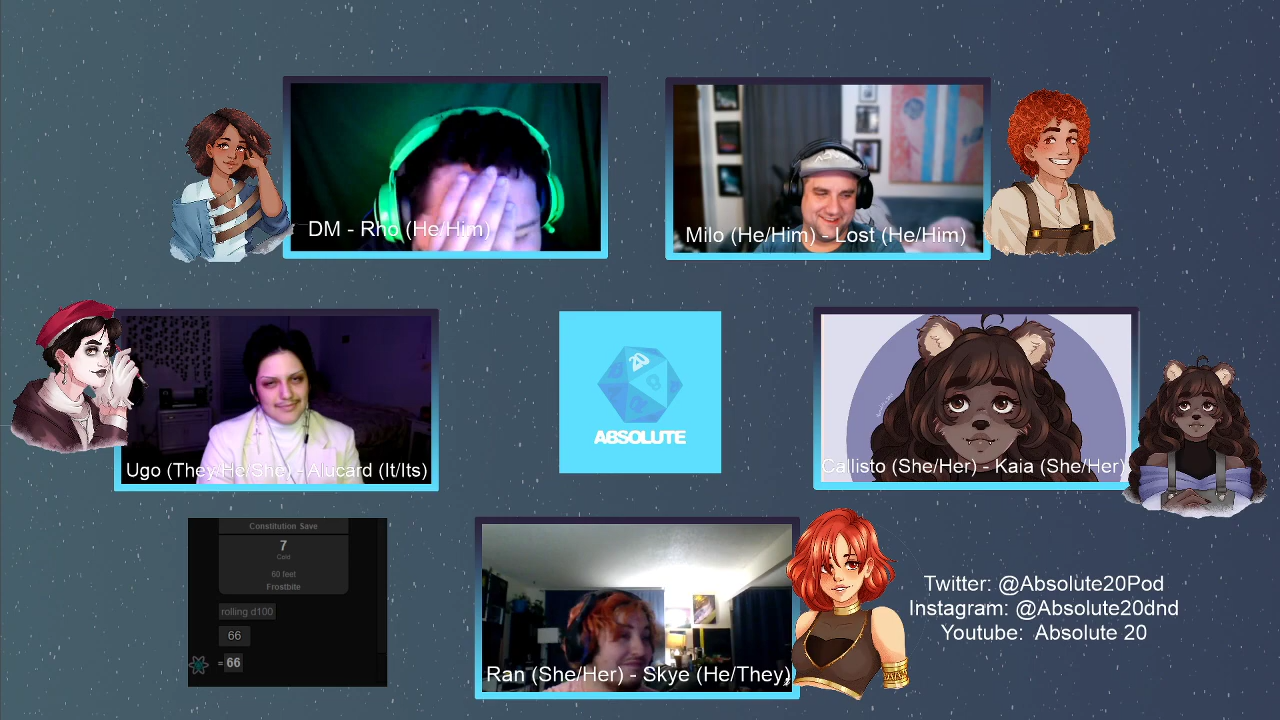 DM - Rho (He/Him)
Milo (He/Him) - Lost (He/Him)
Ugo (They/He/She) - Alucard (It/Its)
20
ABSOLUTE
Callisto (She/Her) - Kaia (She/Her)
Constitution Save
7
Cold
60 feet
Frostbite
rolling d100
66
= 66
Ran (She/Her) - Skye (He/They)
Twitter: @Absolute20Pod
Instagram: @Absolute20dnd
Youtube: Absolute 20